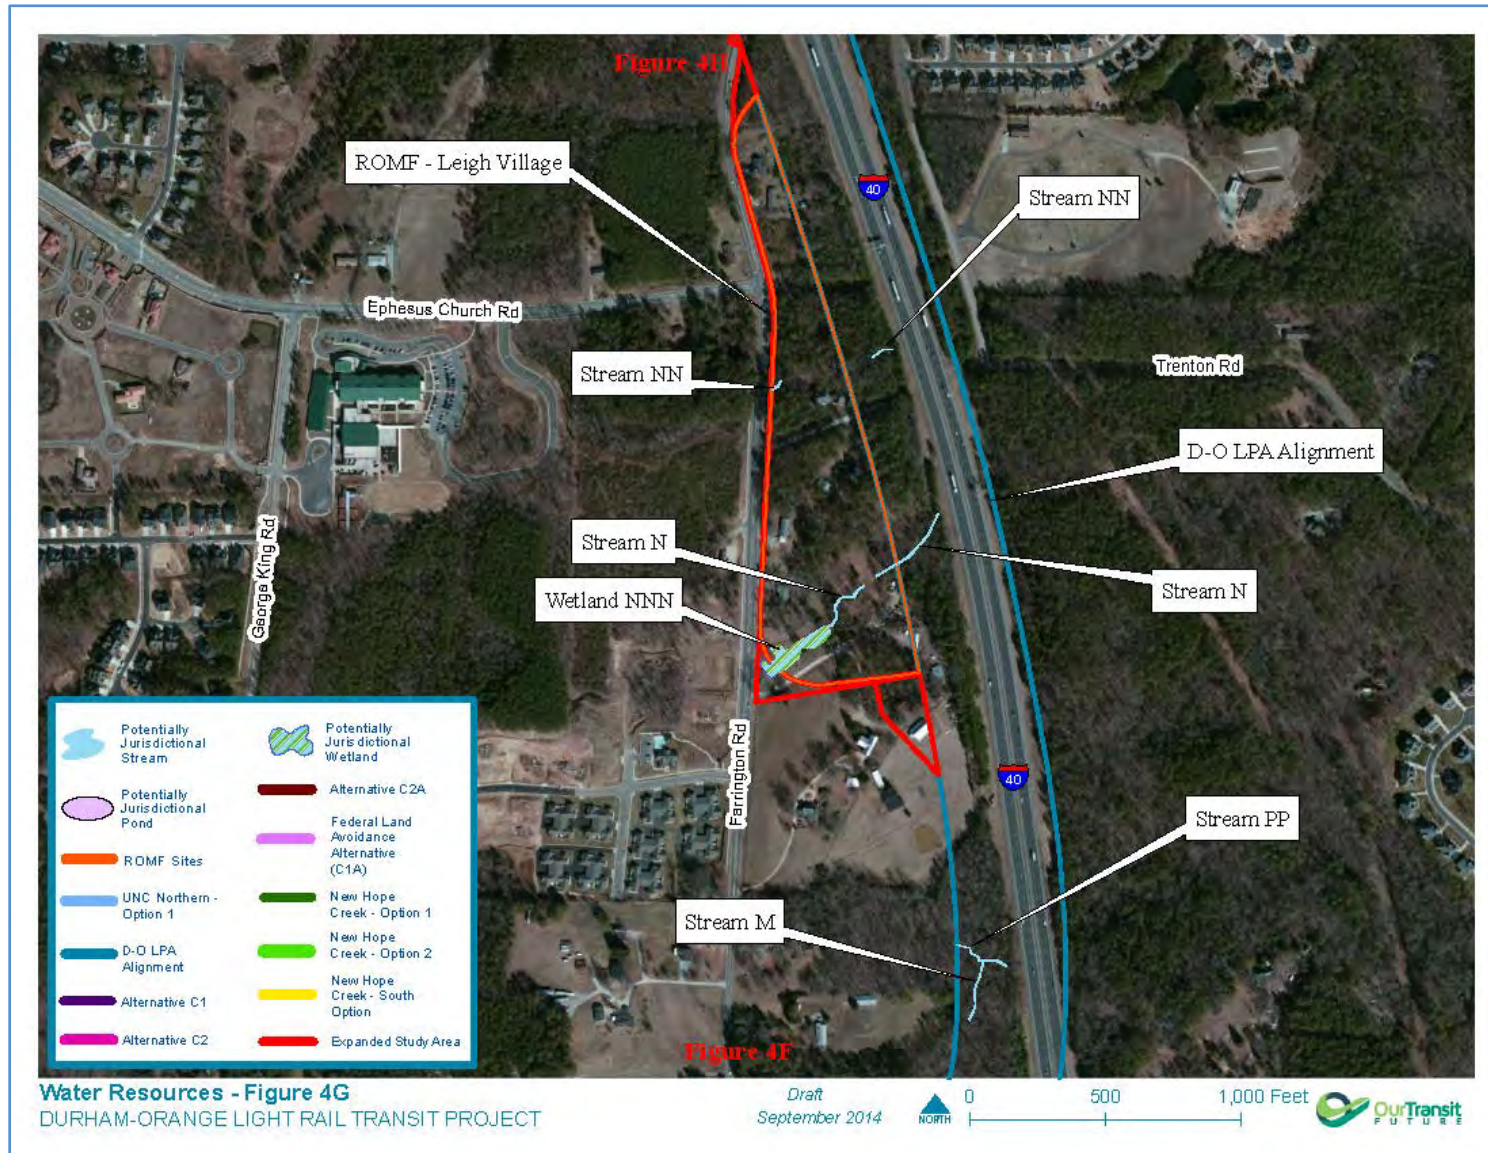 Figure 4H
ROMF - Leigh Village
40
Stream NN
Ephesus Church Rd
Trenton Rd
Stream NN
D-O LPA Alignment
Stream N
Stream N
Wetland NNN
George King Rd
Farrington Rd
40
Stream PP
Stream M
Figure 4F
Potentially
Jurisdictional
Stream
Potentially
Jurisdictional
Pond
ROMF Sites
UNC Northern -
Option 1
D-O LPA
Alignment
Alternative C1
Alternative C2
Potentially
Jurisdictional
Wetland
Alternative C2A
Federal Land
Avoidance
Alternative
(C1A)
New Hope
Creek - Option 1
New Hope
Creek - Option 2
New Hope
Creek - South
Option
Expanded Study Area
Water Resources - Figure 4G
DURHAM-ORANGE LIGHT RAIL TRANSIT PROJECT
Draft
September 2014
NORTH
0 500 1,000 Feet
OurTransit
FUTURE